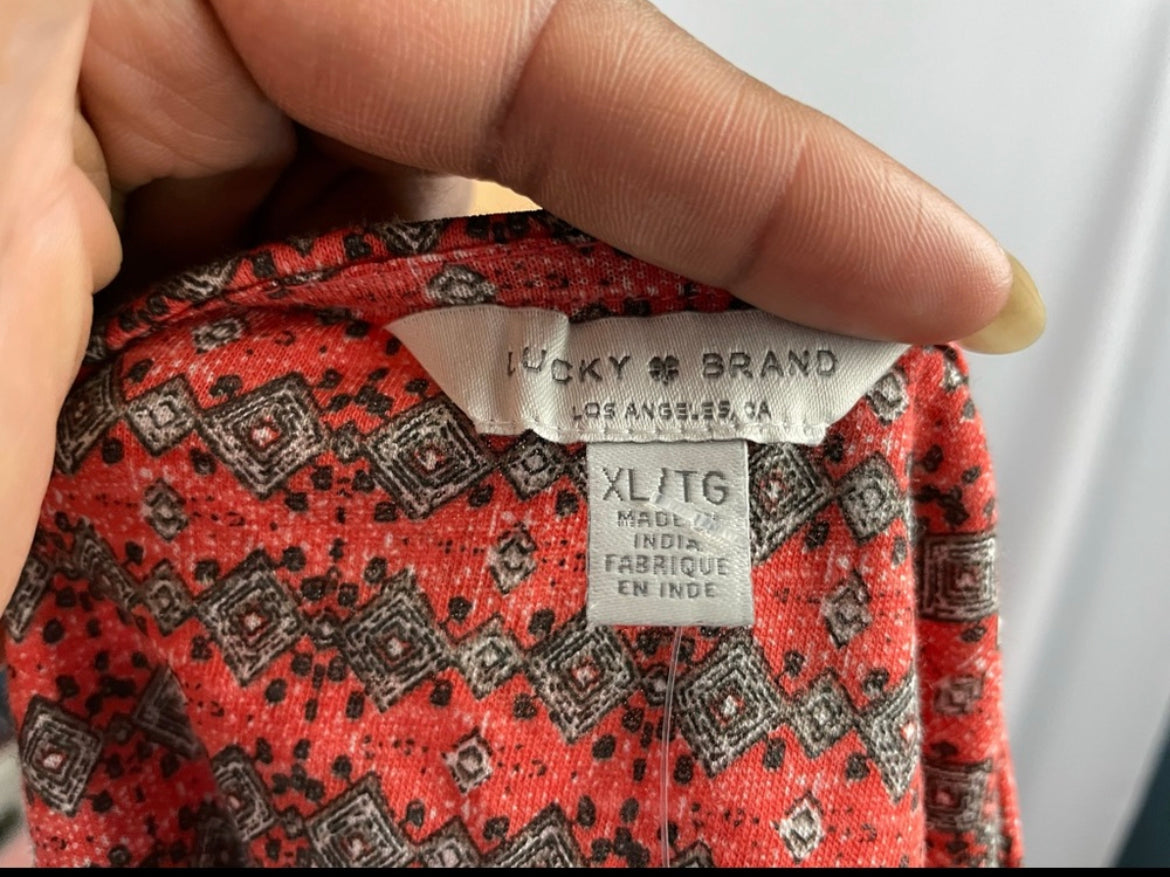 LUCKY BRAND
LOS ANGELES, CA
XL/TG
MADE IN
INDIA
FABRIQUE
EN INDE